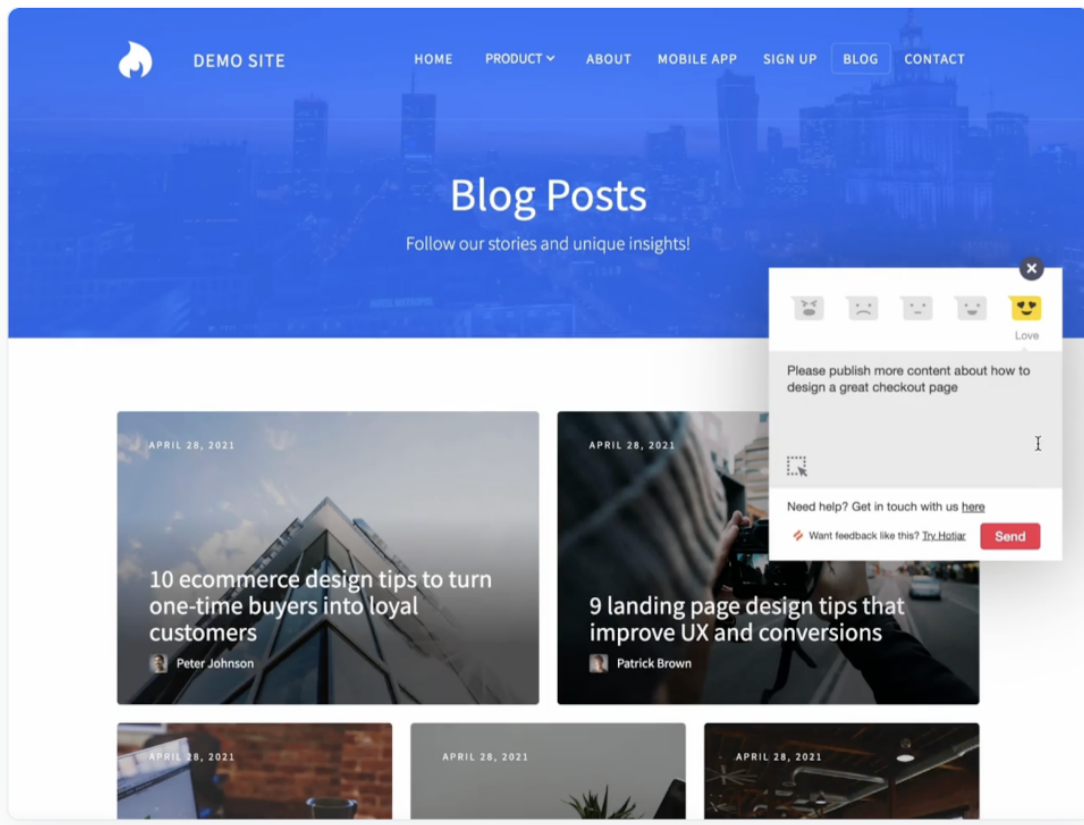 DEMO SITE
HOME
PRODUCT
ABOUT
MOBILE APP
SIGN UP
BLOG
CONTACT
Blog Posts
Follow our stories and unique insights!
Love
Please publish more content about how to
design a great checkout page
Need help? Get in touch with us here
Want feedback like this? Try Hotjar
Send
APRIL 28, 2021
10 ecommerce design tips to turn
one-time buyers into loyal
customers
Peter Johnson
APRIL 28, 2021
9 landing page design tips that
improve UX and conversions
Patrick Brown
APRIL 28, 2021
APRIL 28, 2021
APRIL 28, 2021